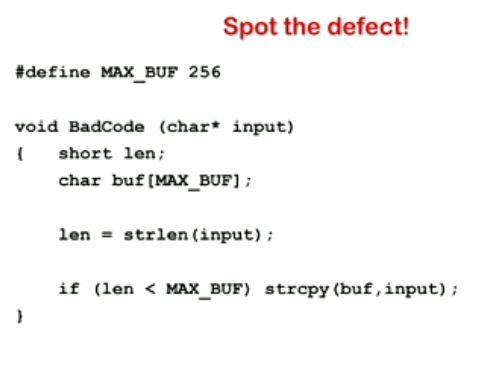 Spot the defect!
#define MAX_BUF 256
void BadCode (char* input)
{ short len;
char buf[MAX_BUF];
len = strlen(input);
if (len < MAX_BUF) strcpy(buf,input);
}